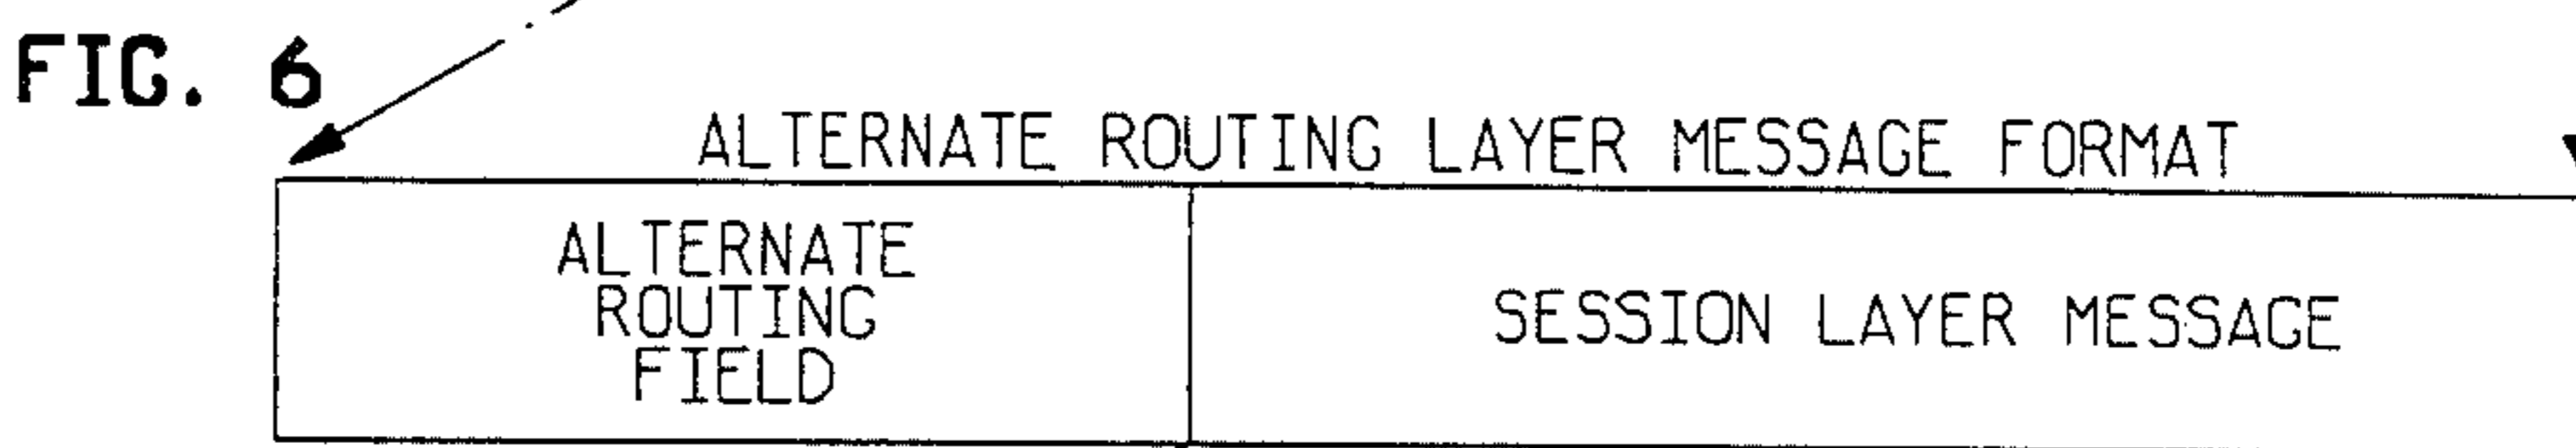 FIG. 6
ALTERNATE ROUTING LAYER MESSAGE FORMAT
ALTERNATE
ROUTING
FIELD
SESSION LAYER MESSAGE